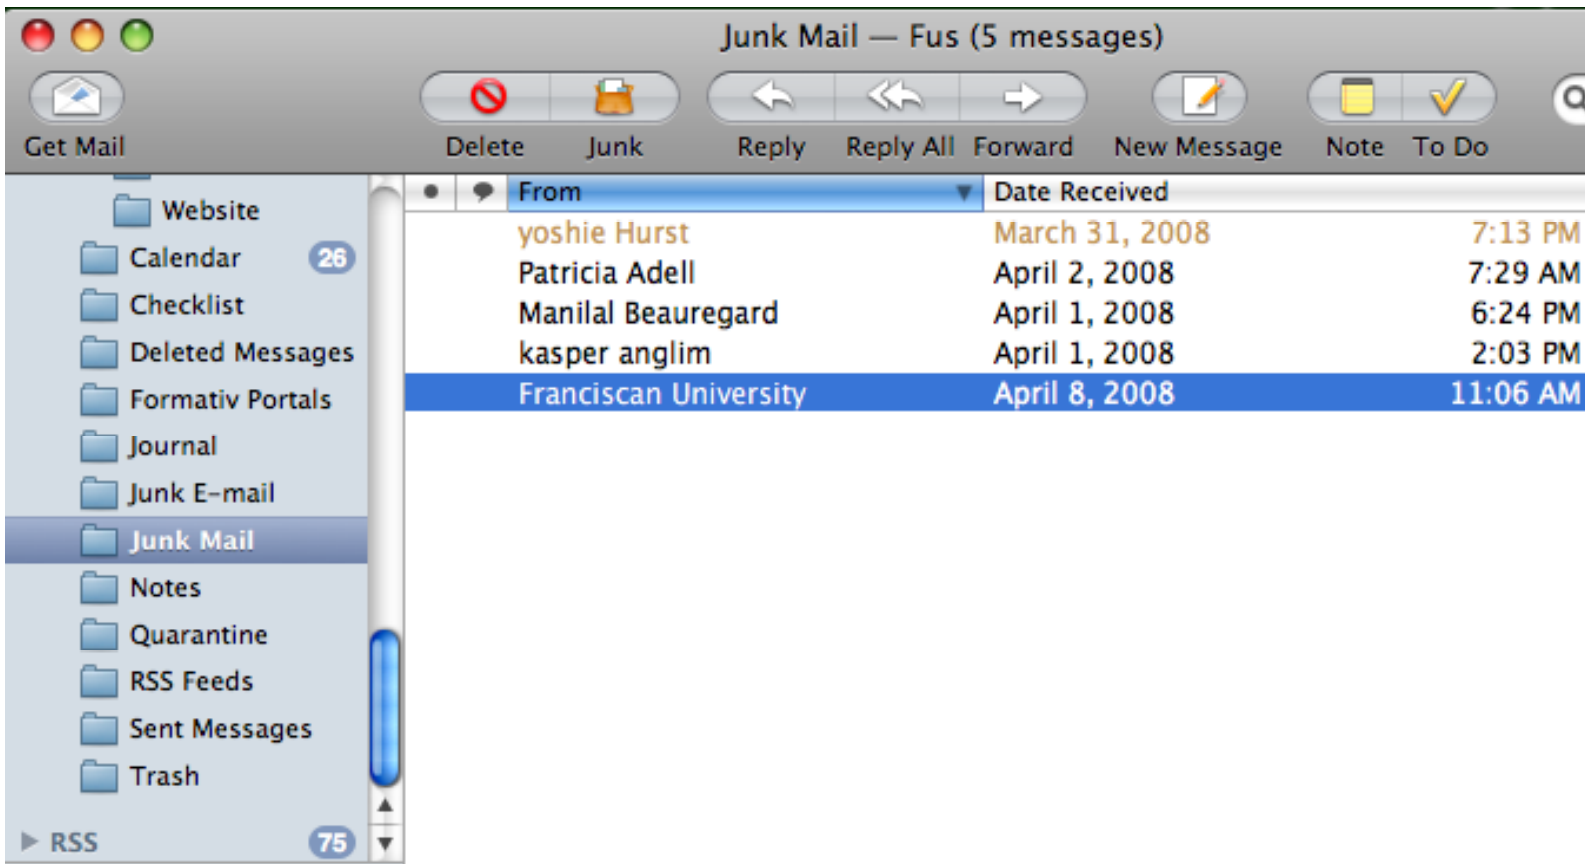 Junk Mail — Fus (5 messages)
Get Mail
Delete Junk Reply Reply All Forward New Message Note To Do
Website
Calendar 26
Checklist
Deleted Messages
Formativ Portals
Journal
Junk E-mail
Junk Mail
Notes
Quarantine
RSS Feeds
Sent Messages
Trash
RSS 75
From Date Received
yoshie Hurst March 31, 2008 7:13 PM
Patricia Adell April 2, 2008 7:29 AM
Manilal Beauregard April 1, 2008 6:24 PM
kasper anglim April 1, 2008 2:03 PM
Franciscan University April 8, 2008 11:06 AM